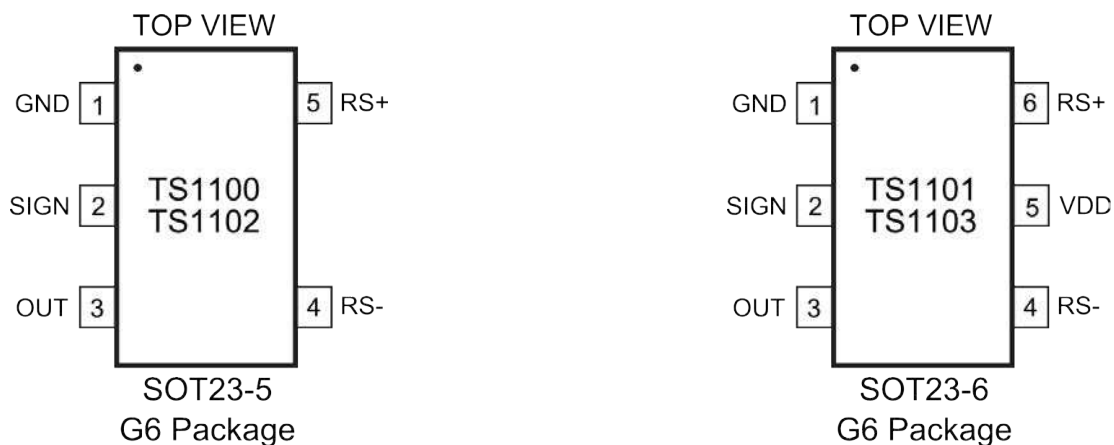 TOP VIEW
GND 1 5 RS+
SIGN 2
TS1100
TS1102
OUT 3 4 RS-
SOT23-5
G6 Package
TOP VIEW
GND 1 6 RS+
SIGN 2 5 VDD
TS1101
TS1103
OUT 3 4 RS-
SOT23-6
G6 Package